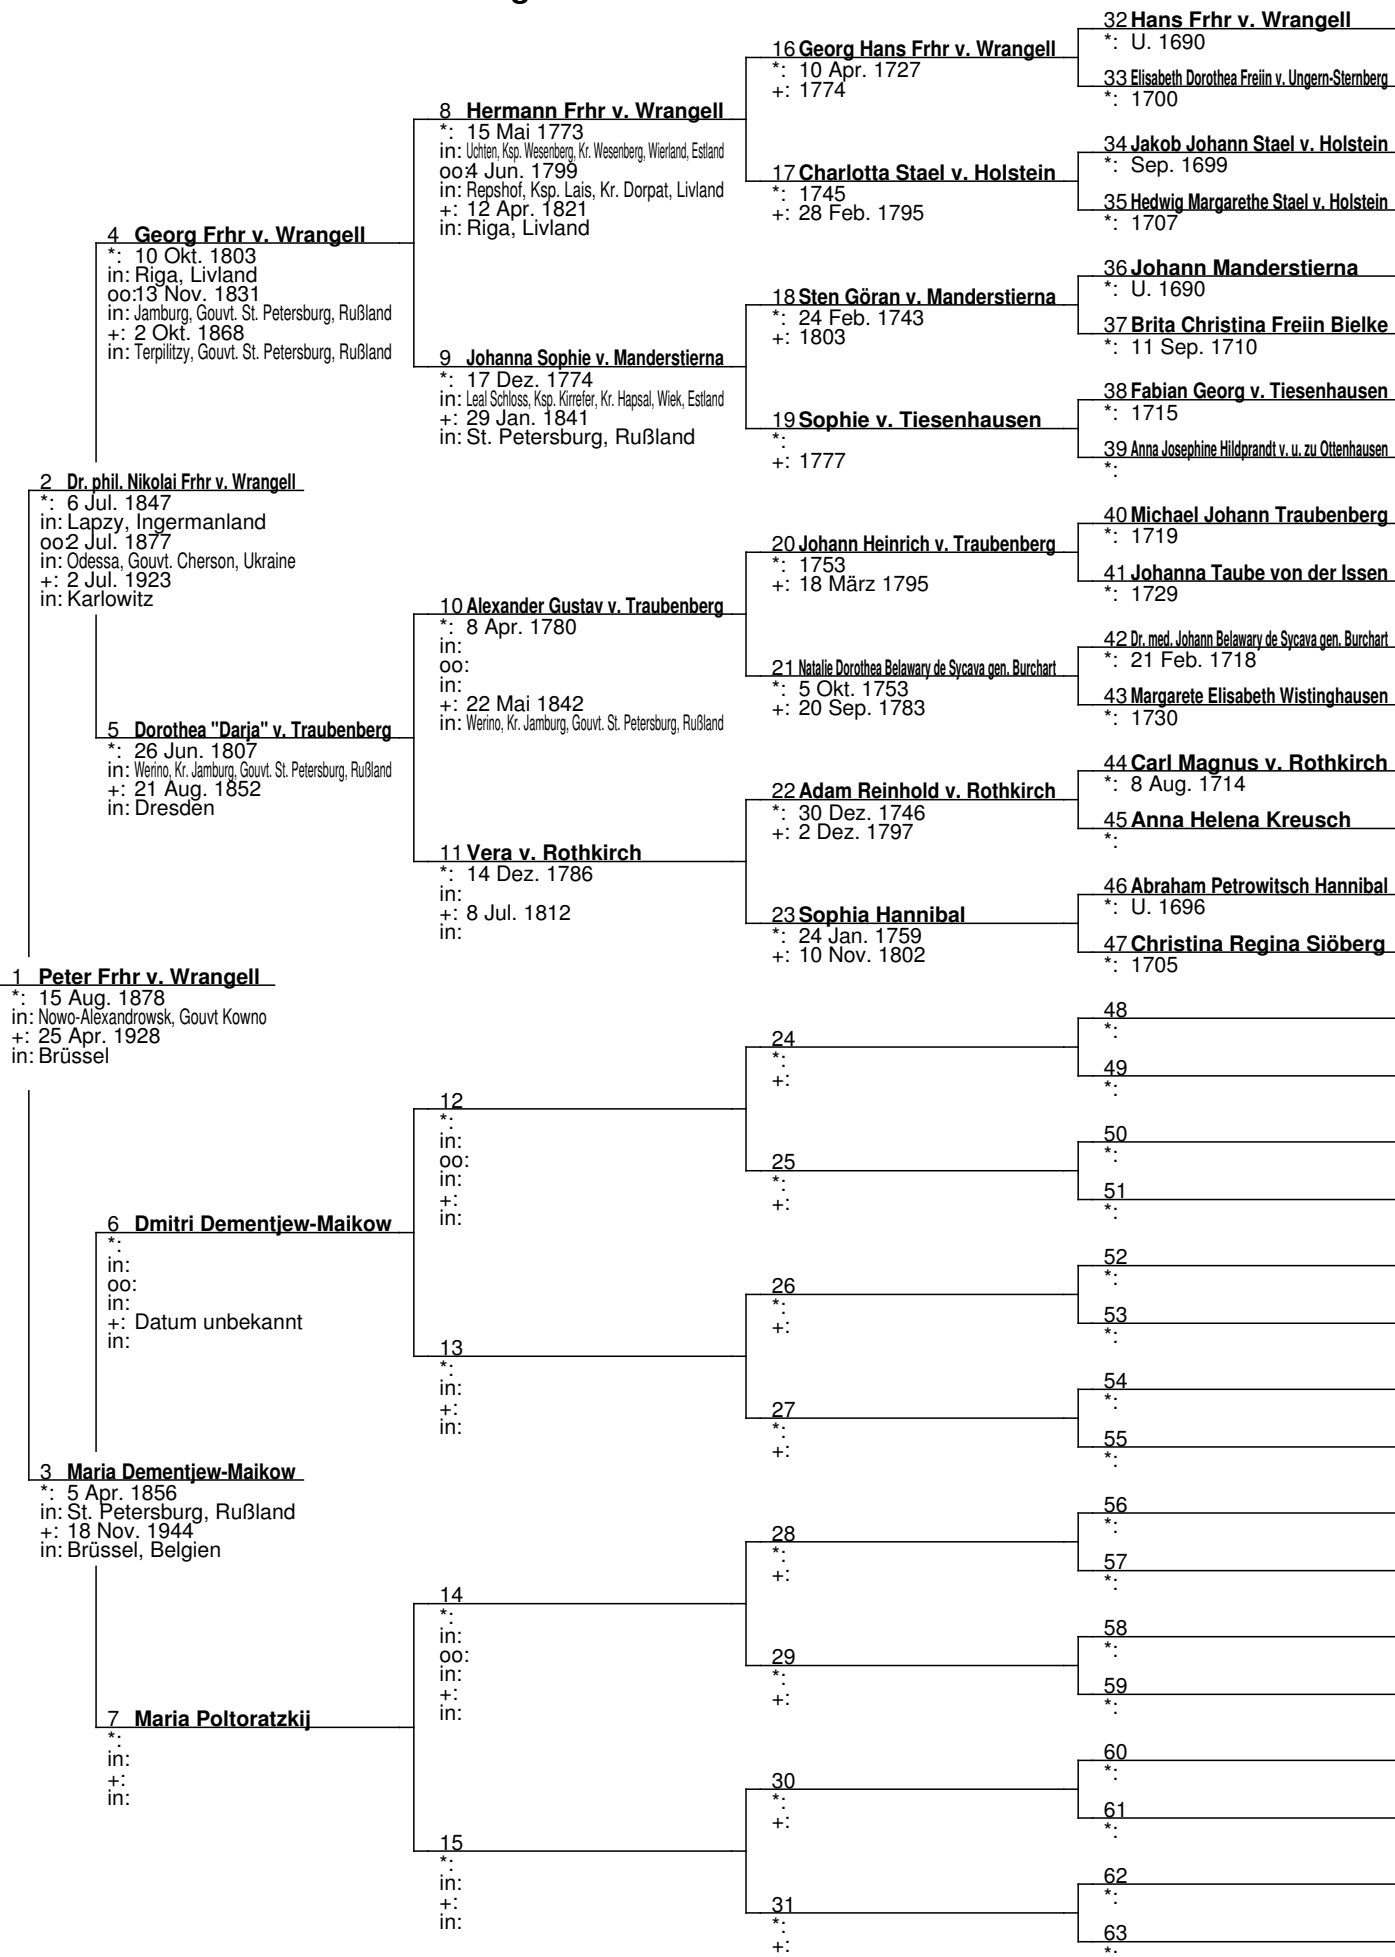 g
1 Peter Frhr v. Wrangell
*: 15 Aug. 1878
in: Nowo-Alexandrowsk, Gouvt Kowno
+: 25 Apr. 1928
in: Brüssel
2 Dr. phil. Nikolai Frhr v. Wrangell
*: 6 Jul. 1847
in: Lapzy, Ingermanland
oo:2 Jul. 1877
in: Odessa, Gouvt. Cherson, Ukraine
+: 2 Jul. 1923
in: Karlowitz
3 Maria Dementjew-Maikow
*: 5 Apr. 1856
in: St. Petersburg, Rußland
+: 18 Nov. 1944
in: Brüssel, Belgien
4 Georg Frhr v. Wrangell
*: 10 Okt. 1803
in: Riga, Livland
oo:13 Nov. 1831
in: Jamburg, Gouvt. St. Petersburg, Rußland
+: 2 Okt. 1868
in: Terpilitzy, Gouvt. St. Petersburg, Rußland
5 Dorothea "Darja" v. Traubenberg
*: 26 Jun. 1807
in: Werino, Kr. Jamburg, Gouvt. St. Petersburg, Rußland
+: 21 Aug. 1852
in: Dresden
6 Dmitri Dementjew-Maikow
*:
in:
oo:
in:
+: Datum unbekannt
in:
7 Maria Poltoratzkij
*:
in:
+:
in:
8 Hermann Frhr v. Wrangell
*: 15 Mai 1773
in: Uchten, Ksp. Wesenberg, Kr. Wesenberg, Wierland, Estland
oo:4 Jun. 1799
in: Repshof, Ksp. Lais, Kr. Dorpat, Livland
+: 12 Apr. 1821
in: Riga, Livland
9 Johanna Sophie v. Manderstierna
*: 17 Dez. 1774
in: Leal Schloss, Ksp. Kirrefer, Kr. Hapsal, Wiek, Estland
+: 29 Jan. 1841
in: St. Petersburg, Rußland
10 Alexander Gustav v. Traubenberg
*: 8 Apr. 1780
in:
oo:
in:
+: 22 Mai 1842
in: Werino, Kr. Jamburg, Gouvt. St. Petersburg, Rußland
11 Vera v. Rothkirch
*: 14 Dez. 1786
in:
+: 8 Jul. 1812
in:
12
*:
in:
oo:
in:
+:
in:
13
*:
in:
+:
in:
14
*:
in:
oo:
in:
+:
in:
15
*:
in:
+:
in:
16 Georg Hans Frhr v. Wrangell
*: 10 Apr. 1727
+: 1774
17 Charlotta Stael v. Holstein
*: 1745
+: 28 Feb. 1795
18 Sten Göran v. Manderstierna
*: 24 Feb. 1743
+: 1803
19 Sophie v. Tiesenhausen
*:
+: 1777
20 Johann Heinrich v. Traubenberg
*: 1753
+: 18 März 1795
21 Natalie Dorothea Belawary de Sycava gen. Burchart
*: 5 Okt. 1753
+: 20 Sep. 1783
22 Adam Reinhold v. Rothkirch
*: 30 Dez. 1746
+: 2 Dez. 1797
23 Sophia Hannibal
*: 24 Jan. 1759
+: 10 Nov. 1802
24
*:
+:
25
*:
+:
26
*:
+:
27
*:
+:
28
*:
+:
29
*:
+:
30
*:
+:
31
*:
+:
32 Hans Frhr v. Wrangell
*: U. 1690
33 Elisabeth Dorothea Freiin v. Ungern-Sternberg
*: 1700
34 Jakob Johann Stael v. Holstein
*: Sep. 1699
35 Hedwig Margarethe Stael v. Holstein
*: 1707
36 Johann Manderstierna
*: U. 1690
37 Brita Christina Freiin Bielke
*: 11 Sep. 1710
38 Fabian Georg v. Tiesenhausen
*: 1715
39 Anna Josephine Hildprandt v. u. zu Ottenhausen
*:
40 Michael Johann Traubenberg
*: 1719
41 Johanna Taube von der Issen
*: 1729
42 Dr. med. Johann Belawary de Sycava gen. Burchart
*: 21 Feb. 1718
43 Margarete Elisabeth Wistinghausen
*: 1730
44 Carl Magnus v. Rothkirch
*: 8 Aug. 1714
45 Anna Helena Kreusch
*:
46 Abraham Petrowitsch Hannibal
*: U. 1696
47 Christina Regina Siöberg
*: 1705
48
*:
49
*:
50
*:
51
*:
52
*:
53
*:
54
*:
55
*:
56
*:
57
*:
58
*:
59
*:
60
*:
61
*:
62
*:
63
*: